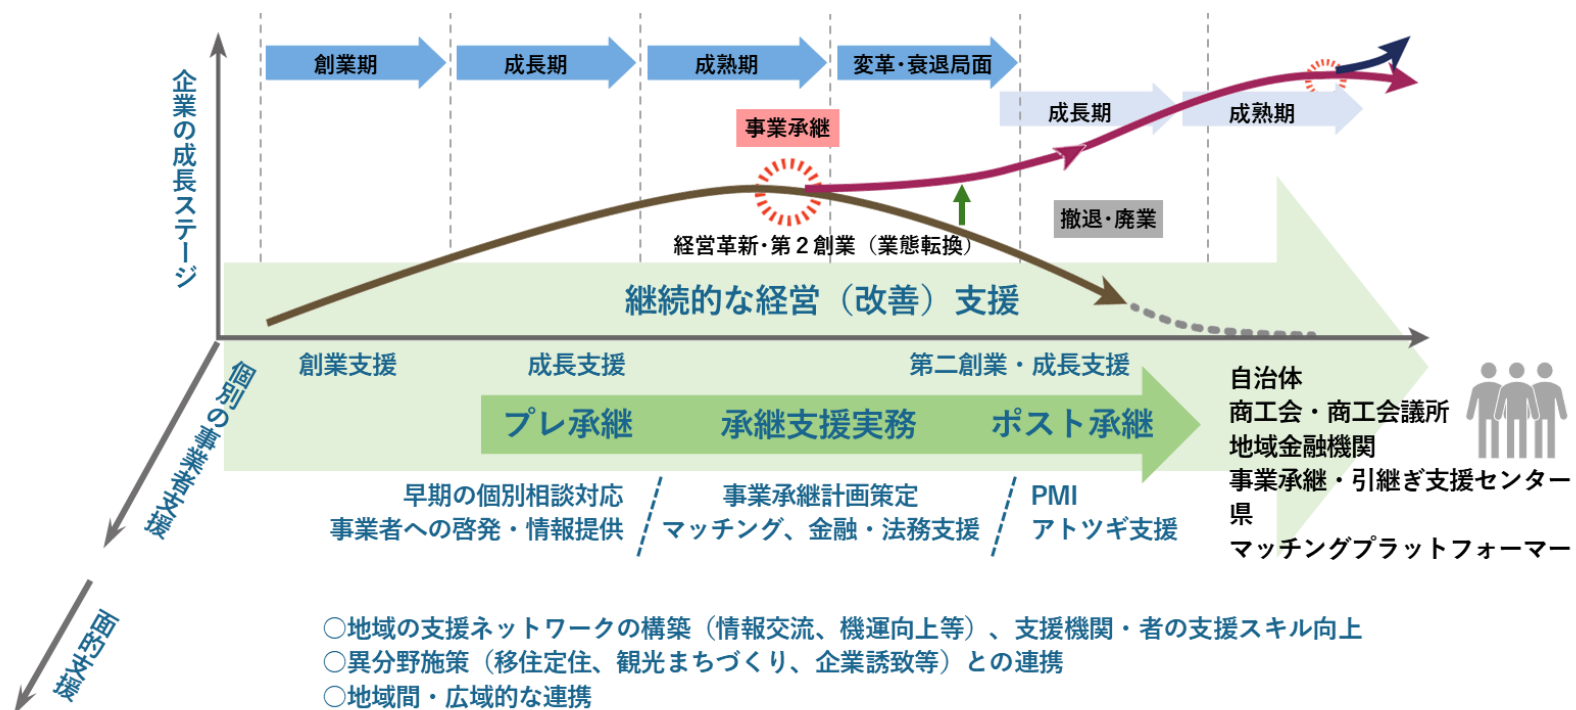 企業の成長ステージ
創業期
成長期
成熟期
変革・衰退局面
成長期
成熟期
事業承継
撤退・廃業
経営革新・第２創業（業態転換）
継続的な経営（改善）支援
創業支援
成長支援
第二創業・成長支援
個別の事業者支援
プレ承継
承継支援実務
ポスト承継
早期の個別相談対応
事業者への啓発・情報提供
事業承継計画策定
マッチング、金融・法務支援
PMI
アトツギ支援
自治体
商工会・商工会議所
地域金融機関
事業承継・引継ぎ支援センター
県
マッチングプラットフォーマー
面的支援
○地域の支援ネットワークの構築（情報交流、機運向上等）、支援機関・者の支援スキル向上
○異分野施策（移住定住、観光まちづくり、企業誘致等）との連携
○地域間・広域的な連携